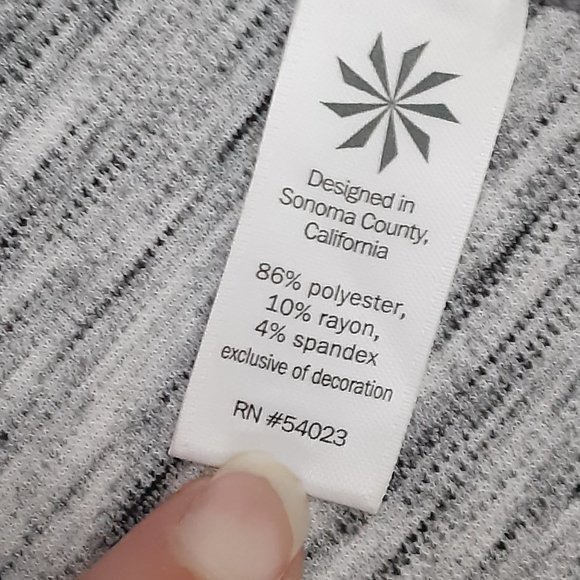 Designed in
Sonoma County,
California
86% polyester,
10% rayon,
4% spandex
exclusive of decoration
RN #54023